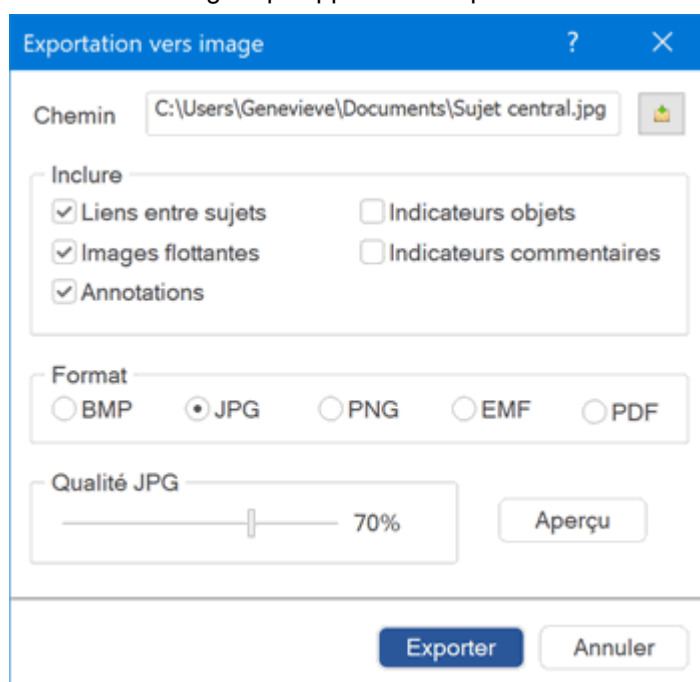 Exportation vers image ?
Chemin C:\Users\Genevieve\Documents\Sujet central.jpg
Inclure
Liens entre sujets Indicateurs objets
Images flottantes Indicateurs commentaires
Annotations
Format
BMP JPG PNG EMF PDF
Qualité JPG
70% Aperçu
Exporter Annuler